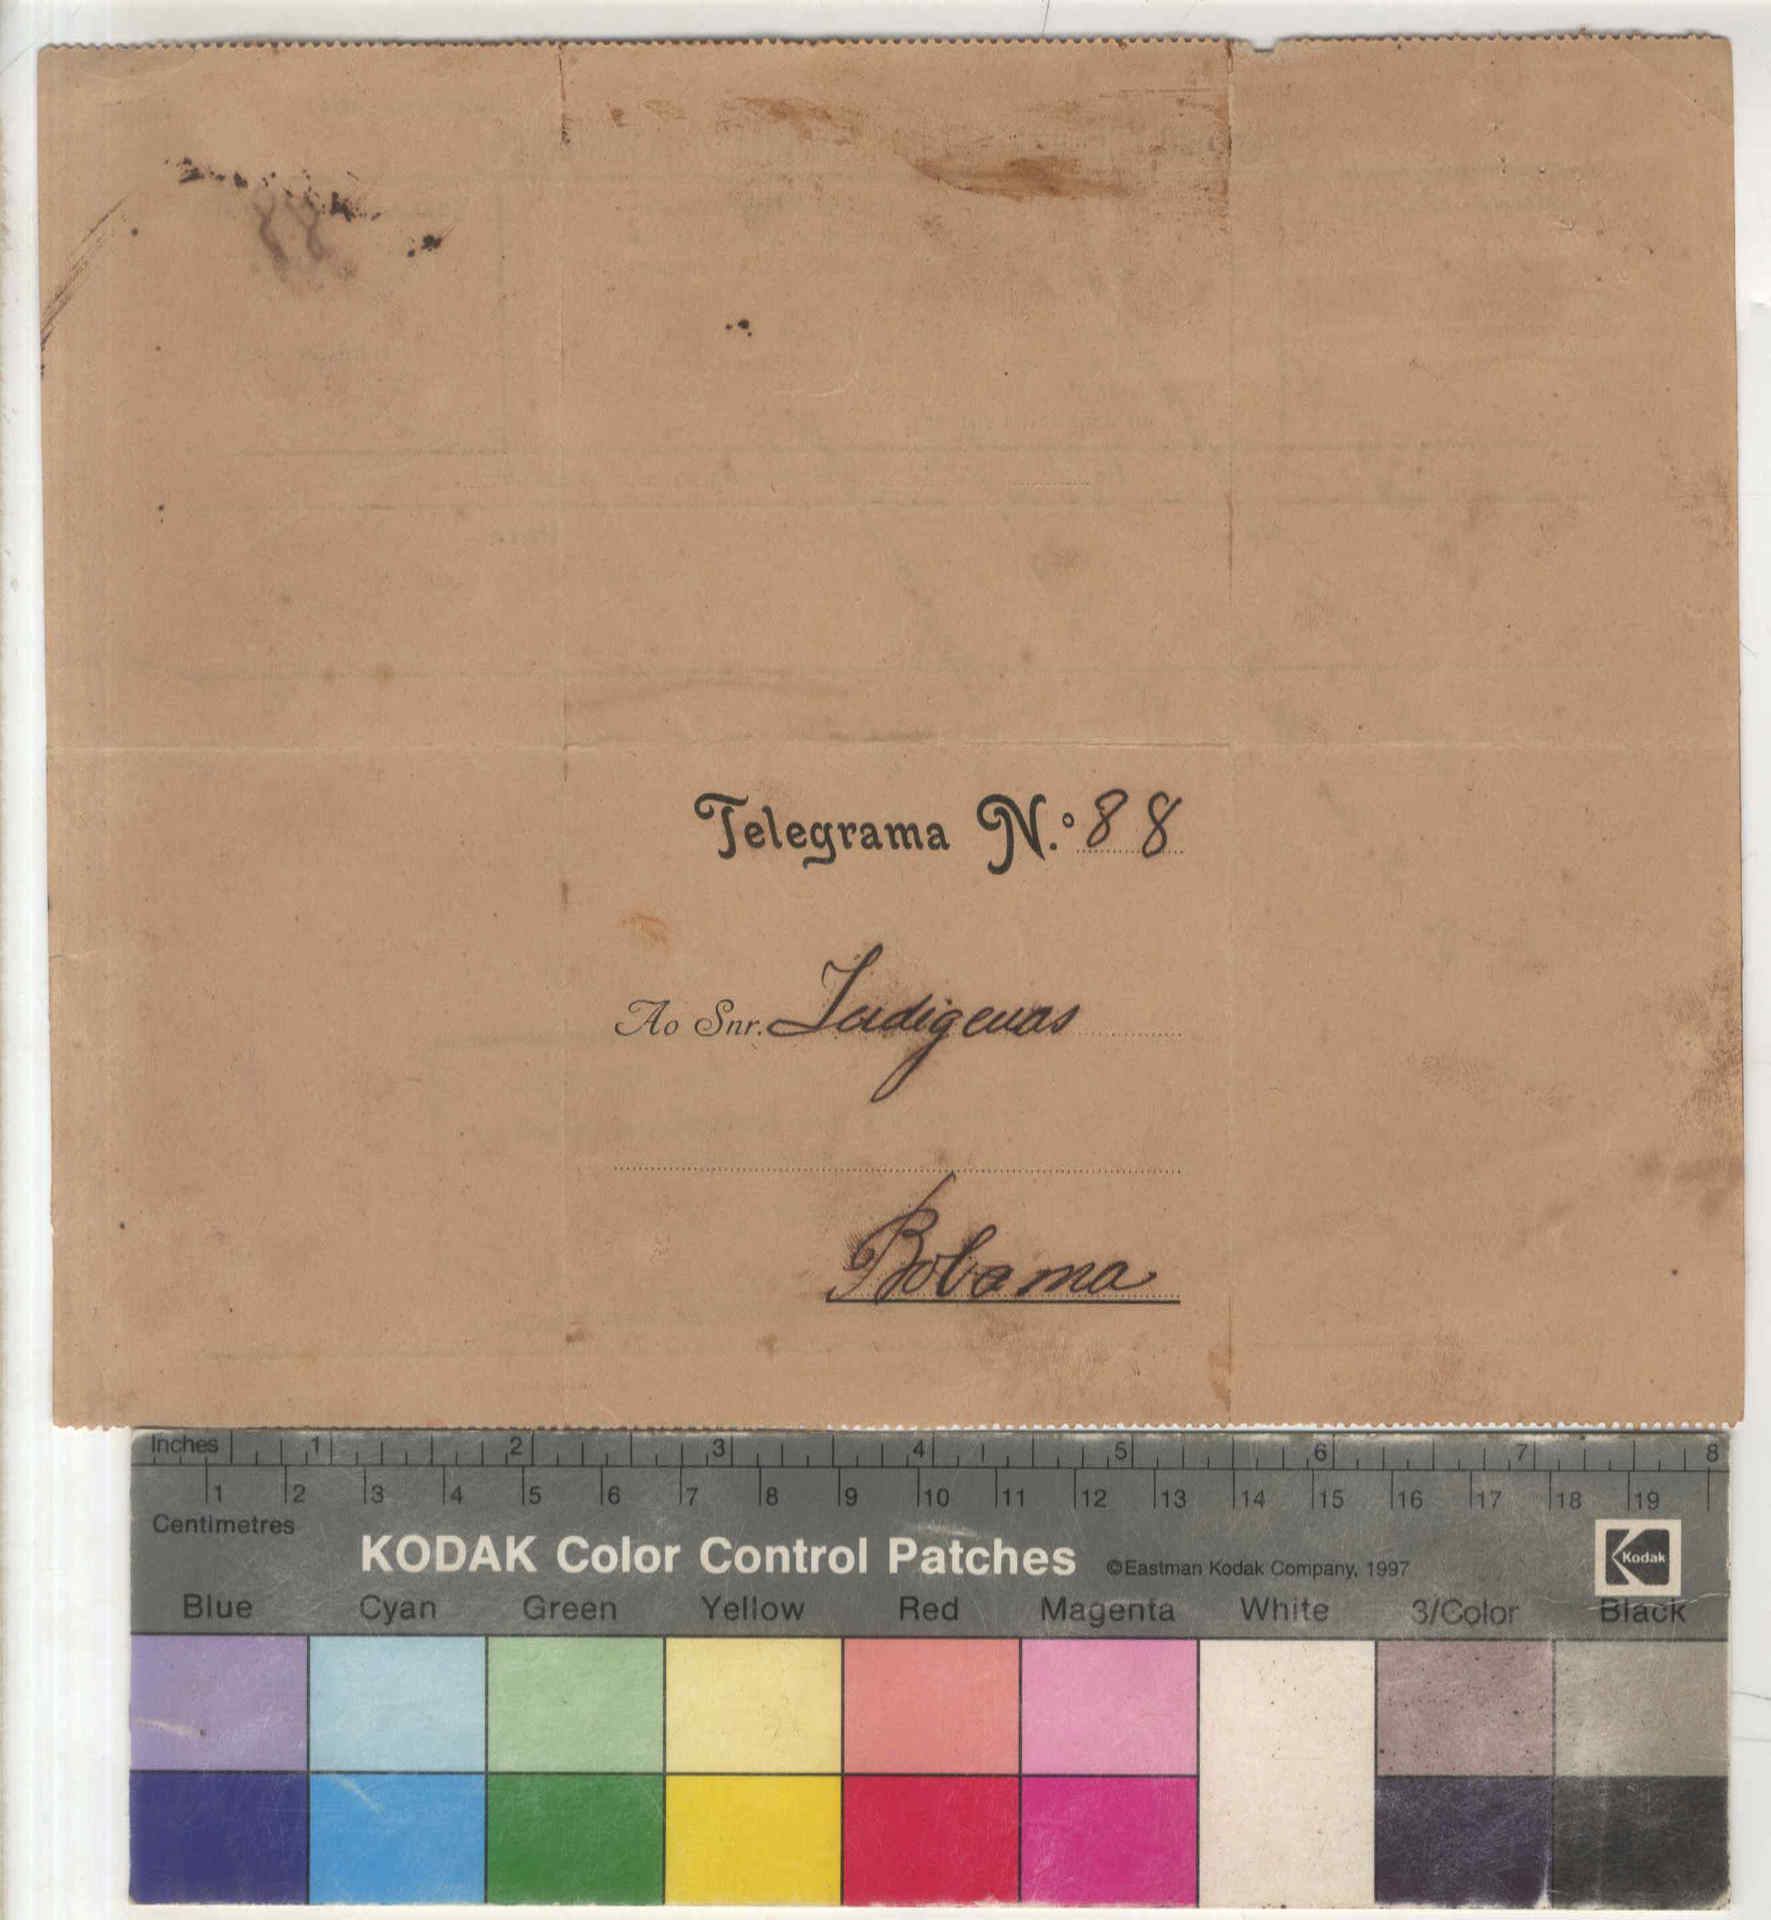 Telegrama N.º 88
Ao Snr. Indigenas
Bolama
Inches 1 2 3 4 5 6 7 8
1 2 3 4 5 6 7 8 9 10 11 12 13 14 15 16 17 18 19
Centimetres
KODAK Color Control Patches ©Eastman Kodak Company, 1997 Kodak
Blue Cyan Green Yellow Red Magenta White 3/Color Black